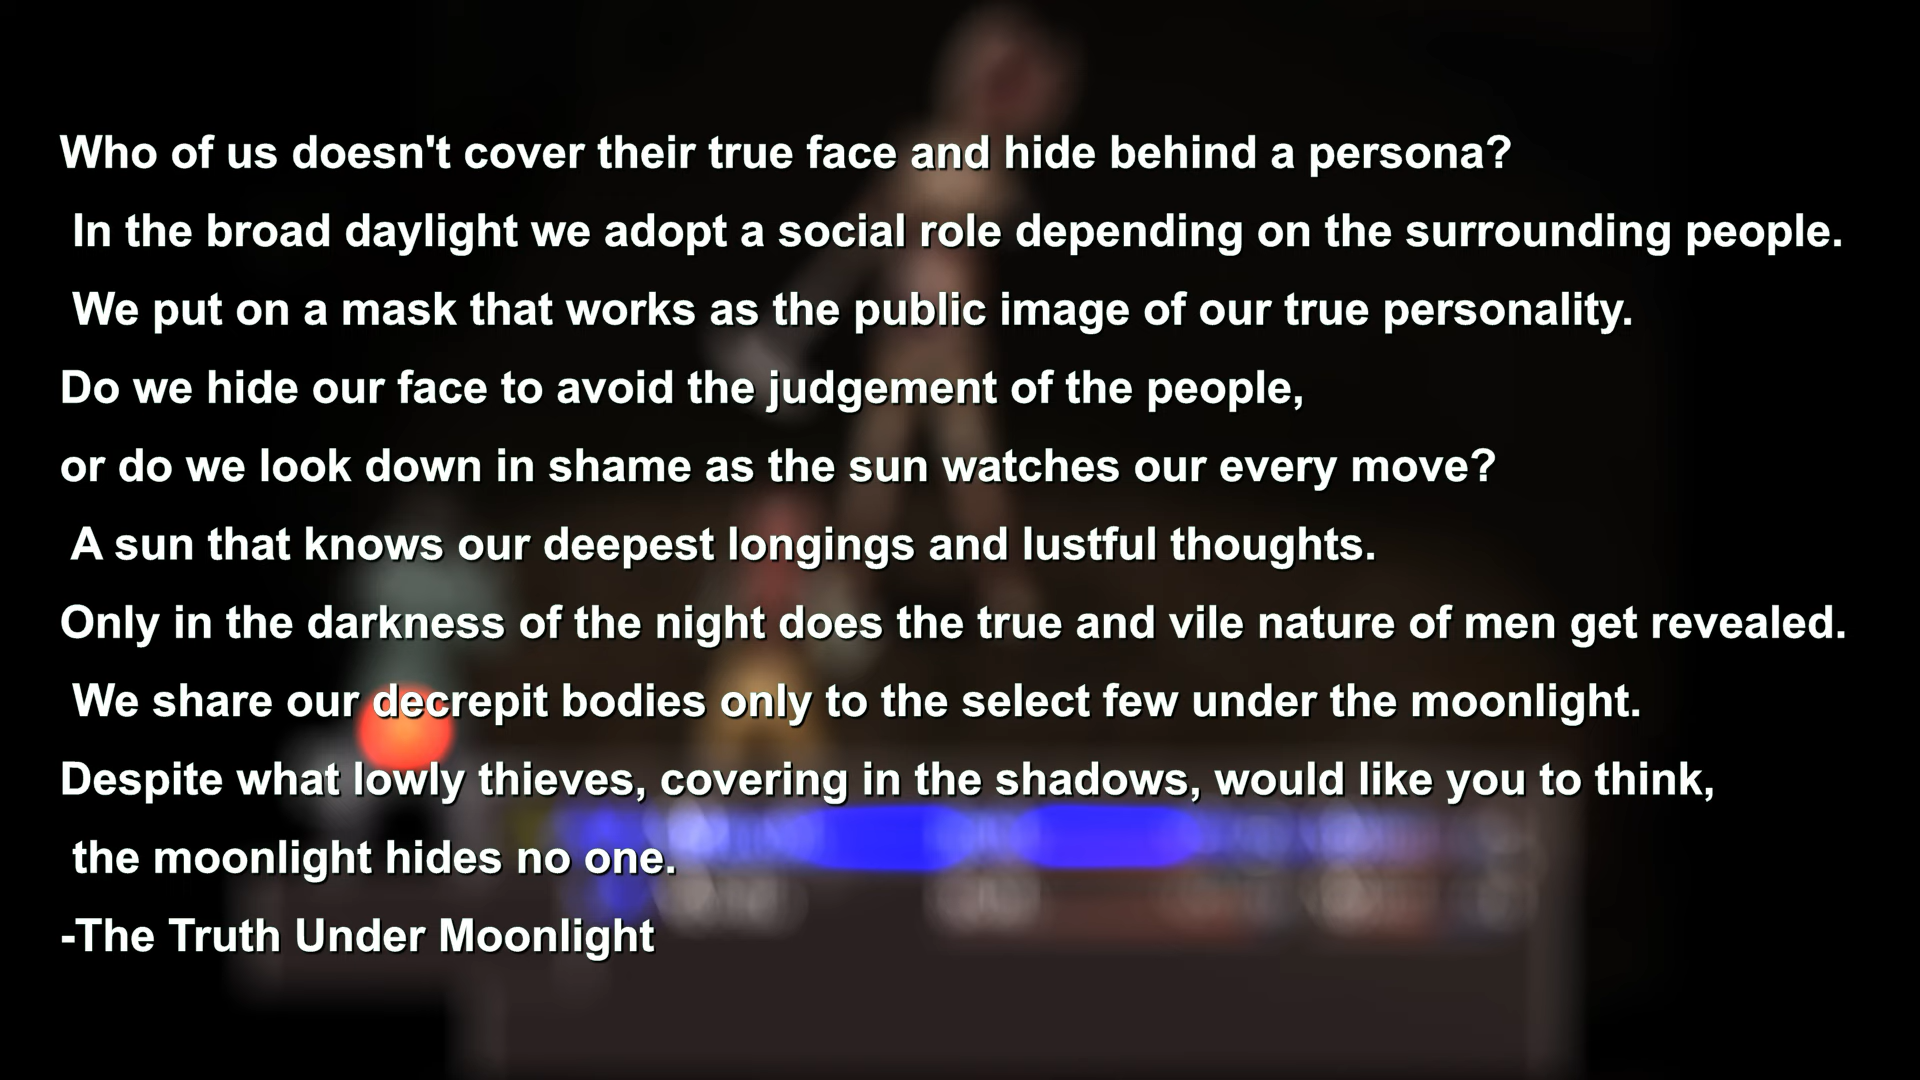 Who of us doesn't cover their true face and hide behind a persona?
In the broad daylight we adopt a social role depending on the surrounding people.
We put on a mask that works as the public image of our true personality.
Do we hide our face to avoid the judgement of the people,
or do we look down in shame as the sun watches our every move?
A sun that knows our deepest longings and lustful thoughts.
Only in the darkness of the night does the true and vile nature of men get revealed.
We share our decrepit bodies only to the select few under the moonlight.
Despite what lowly thieves, covering in the shadows, would like you to think,
the moonlight hides no one.
-The Truth Under Moonlight